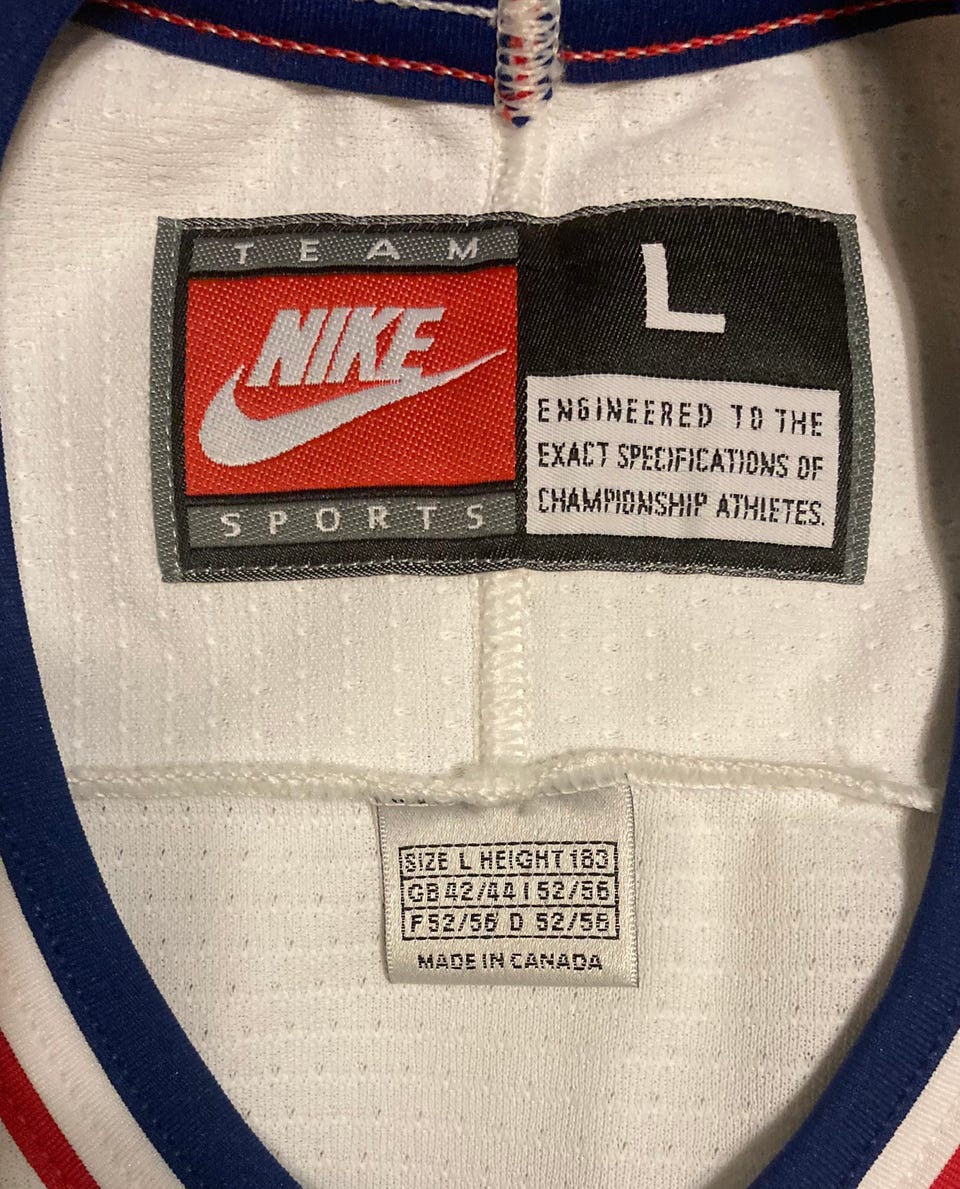 TEAM
NIKE
SPORTS
L
ENGINEERED TO THE
EXACT SPECIFICATIONS OF
CHAMPIONSHIP ATHLETES.
SIZE L HEIGHT 183
GB 42/44 I 52/56
F 52/56 D 52/56
MADE IN CANADA